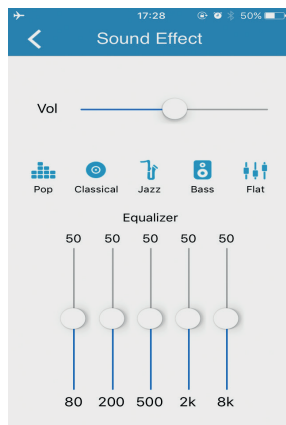 17:28 50%
Sound Effect
Vol
Pop Classical Jazz Bass Flat
Equalizer
50 50 50 50 50
80 200 500 2k 8k